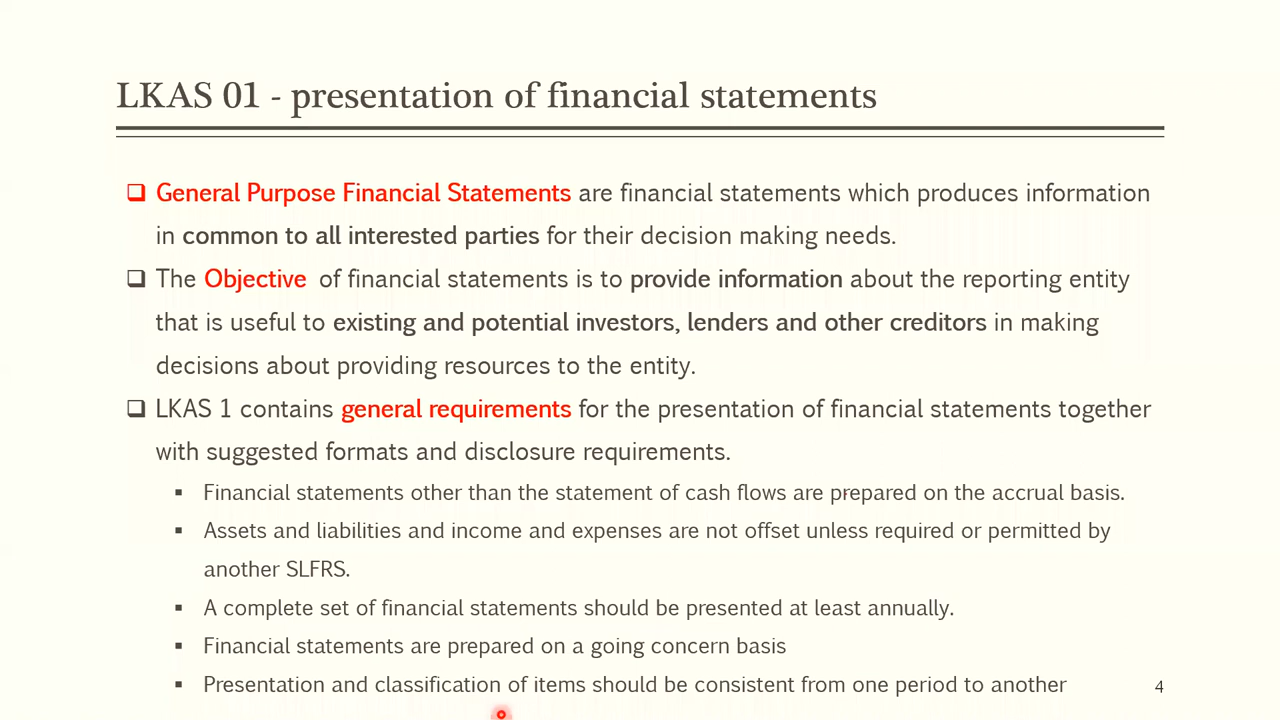 LKAS 01 - presentation of financial statements
General Purpose Financial Statements are financial statements which produces information
in common to all interested parties for their decision making needs.
The Objective of financial statements is to provide information about the reporting entity
that is useful to existing and potential investors, lenders and other creditors in making
decisions about providing resources to the entity.
LKAS 1 contains general requirements for the presentation of financial statements together
with suggested formats and disclosure requirements.
Financial statements other than the statement of cash flows are prepared on the accrual basis.
Assets and liabilities and income and expenses are not offset unless required or permitted by
another SLFRS.
A complete set of financial statements should be presented at least annually.
Financial statements are prepared on a going concern basis
Presentation and classification of items should be consistent from one period to another
4